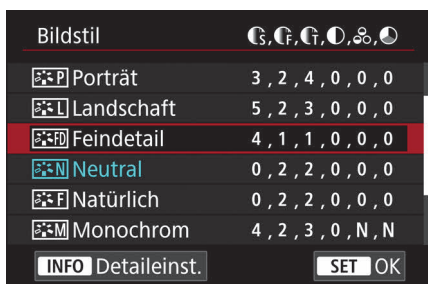 Bildstil S, F, T
P Porträt 3 , 2 , 4 , 0 , 0 , 0
L Landschaft 5 , 2 , 3 , 0 , 0 , 0
FD Feindetail 4 , 1 , 1 , 0 , 0 , 0
N Neutral 0 , 2 , 2 , 0 , 0 , 0
F Natürlich 0 , 2 , 2 , 0 , 0 , 0
M Monochrom 4 , 2 , 3 , 0 , N , N
INFO Detaileinst. SET OK